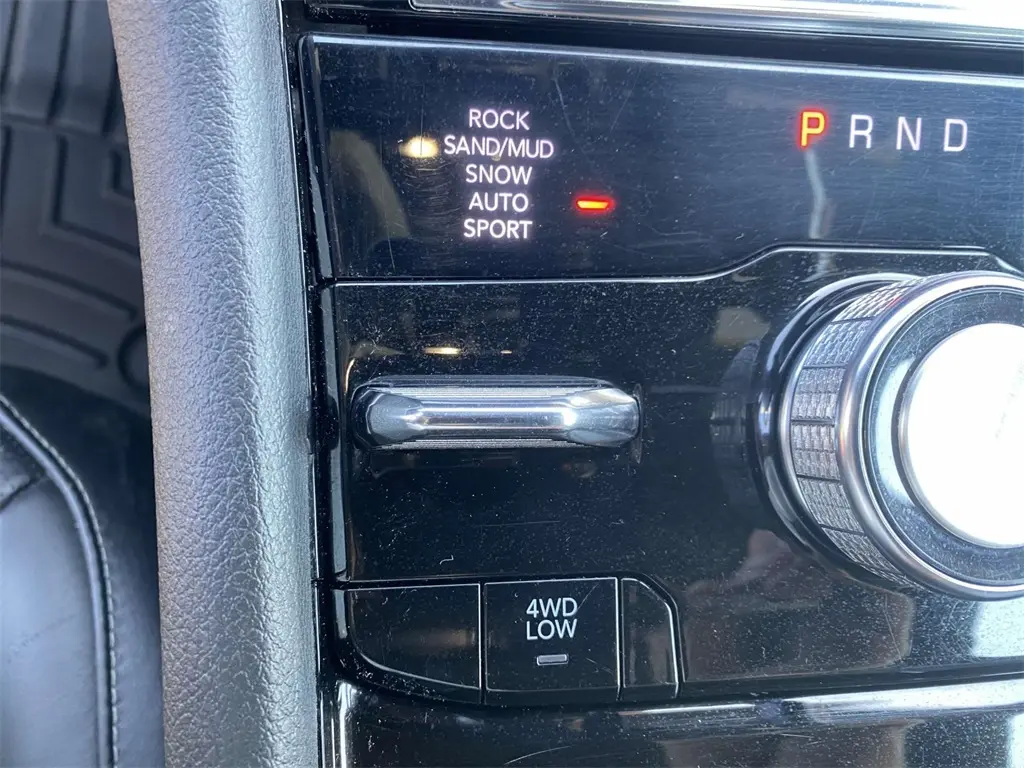 ROCK
SAND/MUD
SNOW
AUTO
SPORT
P R N D
4WD
LOW